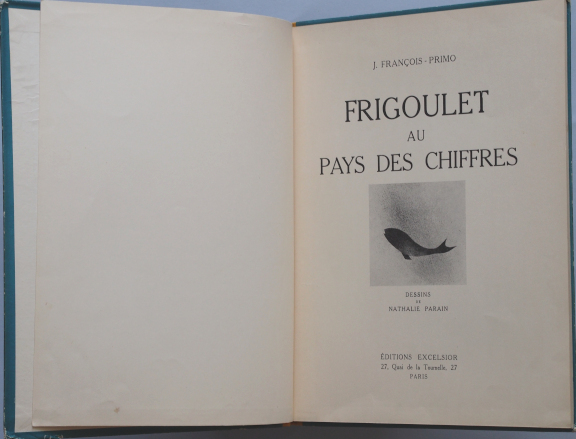 J. FRANÇOIS-PRIMO
FRIGOULET
AU
PAYS DES CHIFFRES
DESSINS
DE
NATHALIE PARAIN
ÉDITIONS EXCELSIOR
27, Quai de la Tournelle, 27
PARIS